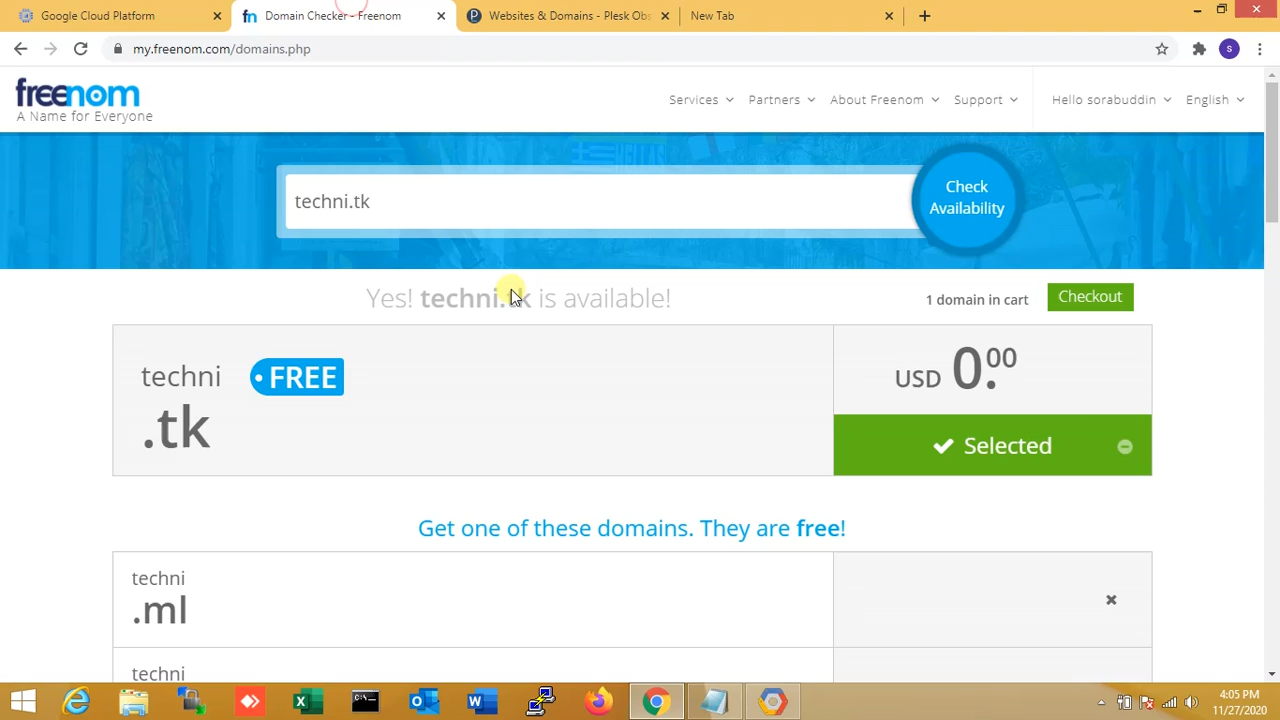 Google Cloud Platform
Domain Checker - Freenom
Websites & Domains - Plesk Obs
New Tab
my.freenom.com/domains.php
S
freenom
A Name for Everyone
Services
Partners
About Freenom
Support
Hello sorabuddin
English
techni.tk
Check
Availability
Yes! techni.tk is available!
1 domain in cart
Checkout
techni
FREE
.tk
USD 0.00
Selected
Get one of these domains. They are free!
techni
.ml
techni
4:05 PM
11/27/2020